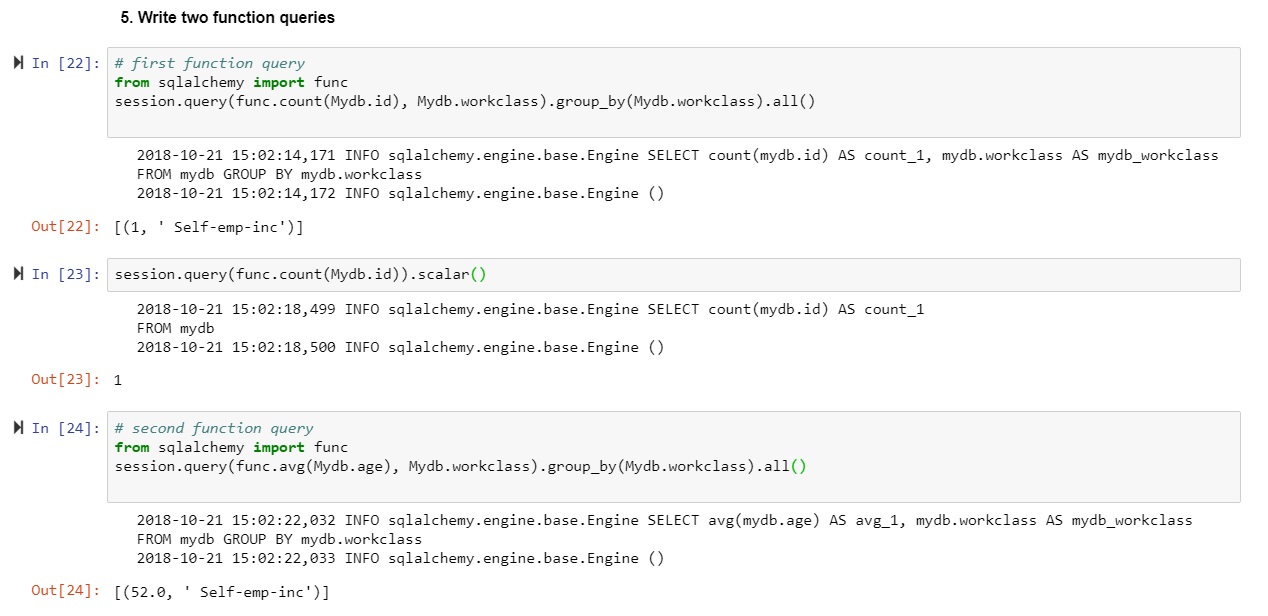 5. Write two function queries
In [22]: # first function query
from sqlalchemy import func
session.query(func.count(Mydb.id), Mydb.workclass).group_by(Mydb.workclass).all()
2018-10-21 15:02:14,171 INFO sqlalchemy.engine.base.Engine SELECT count(mydb.id) AS count_1, mydb.workclass AS mydb_workclass
FROM mydb GROUP BY mydb.workclass
2018-10-21 15:02:14,172 INFO sqlalchemy.engine.base.Engine ()
Out[22]: [(1, ' Self-emp-inc')]
In [23]: session.query(func.count(Mydb.id)).scalar()
2018-10-21 15:02:18,499 INFO sqlalchemy.engine.base.Engine SELECT count(mydb.id) AS count_1
FROM mydb
2018-10-21 15:02:18,500 INFO sqlalchemy.engine.base.Engine ()
Out[23]: 1
In [24]: # second function query
from sqlalchemy import func
session.query(func.avg(Mydb.age), Mydb.workclass).group_by(Mydb.workclass).all()
2018-10-21 15:02:22,032 INFO sqlalchemy.engine.base.Engine SELECT avg(mydb.age) AS avg_1, mydb.workclass AS mydb_workclass
FROM mydb GROUP BY mydb.workclass
2018-10-21 15:02:22,033 INFO sqlalchemy.engine.base.Engine ()
Out[24]: [(52.0, ' Self-emp-inc')]